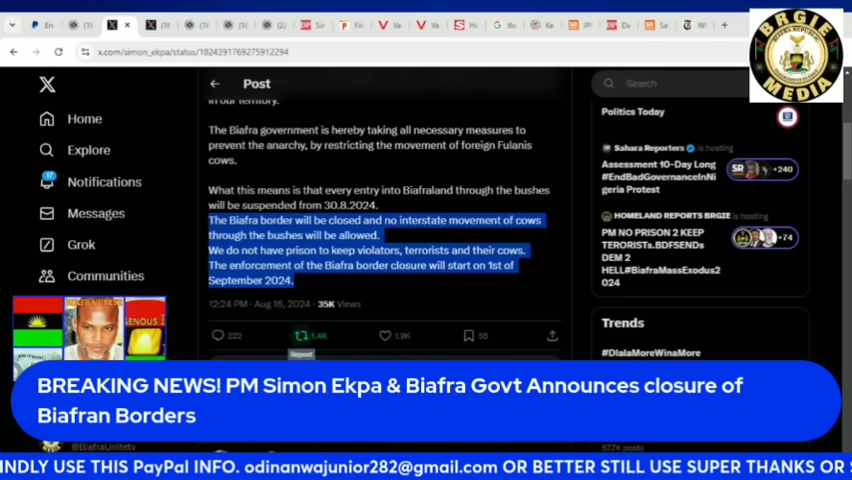 x.com/simon_ekpa/status/1824391769275912294
BRGIE
MEDIA
Home
Explore
17
Notifications
Messages
Grok
Communities
Post
in our territory.
The Biafra government is hereby taking all necessary measures to
prevent the anarchy, by restricting the movement of foreign Fulanis
cows.
What this means is that every entry into Biafraland through the bushes
will be suspended from 30.8.2024.
The Biafra border will be closed and no interstate movement of cows
through the bushes will be allowed.
We do not have prison to keep violators, terrorists and their cows.
The enforcement of the Biafra border closure will start on 1st of
September 2024.
12:24 PM · Aug 16, 2024 · 35K Views
222
1.4K
1.9K
55
Repost
Search
Politics Today
Sahara Reporters is hosting
Assessment 10-Day Long
#EndBadGovernanceInNi
geria Protest
SR
+240
HOMELAND REPORTS BRGIE is hosting
PM NO PRISON 2 KEEP
TERORISTS.BDFSENDS
DEM 2
HELL#BiafraMassExodus2
024
+74
Trends
#DlalaMoreWinaMore
BREAKING NEWS! PM Simon Ekpa & Biafra Govt Announces closure of
Biafran Borders
@BiafraUnitetv
57.7K posts
INDLY USE THIS PayPal INFO. odinanwajunior282@gmail.com OR BETTER STILL USE SUPER THANKS OR S